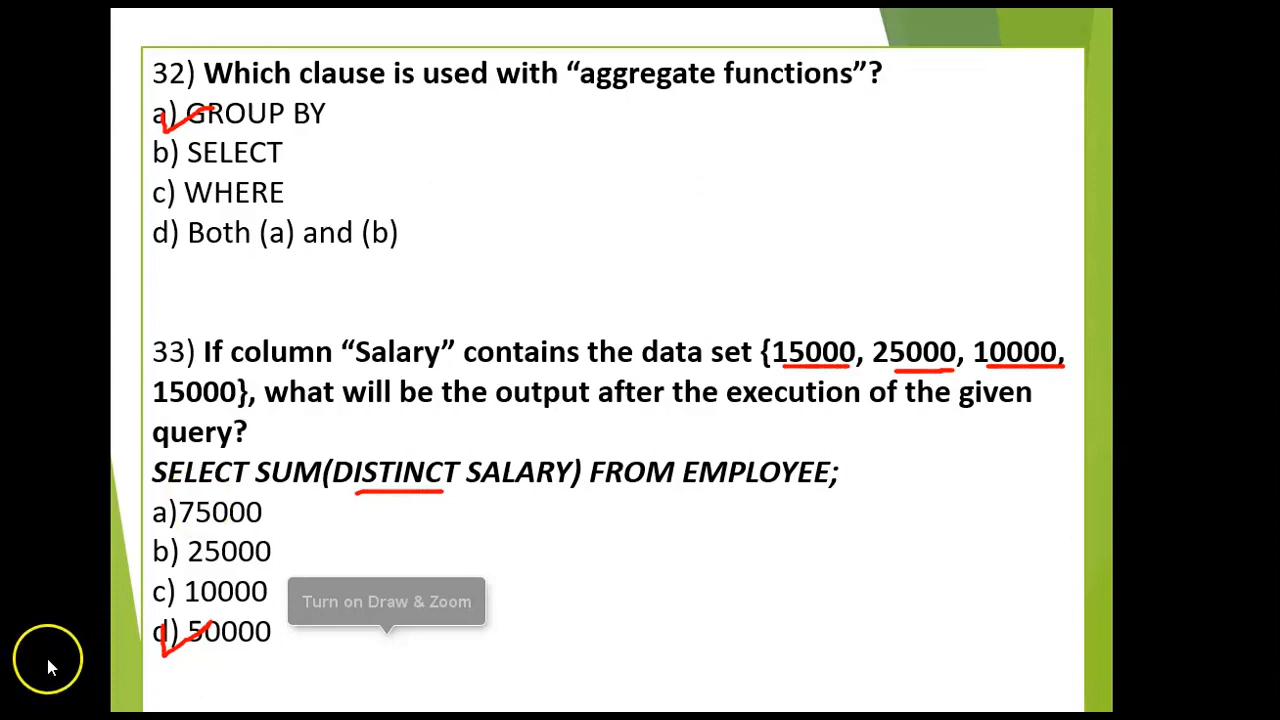 32) Which clause is used with “aggregate functions”?
a) GROUP BY
b) SELECT
c) WHERE
d) Both (a) and (b)
33) If column “Salary” contains the data set {15000, 25000, 10000,
15000}, what will be the output after the execution of the given
query?
SELECT SUM(DISTINCT SALARY) FROM EMPLOYEE;
a)75000
b) 25000
c) 10000
Turn on Draw & Zoom
d) 50000